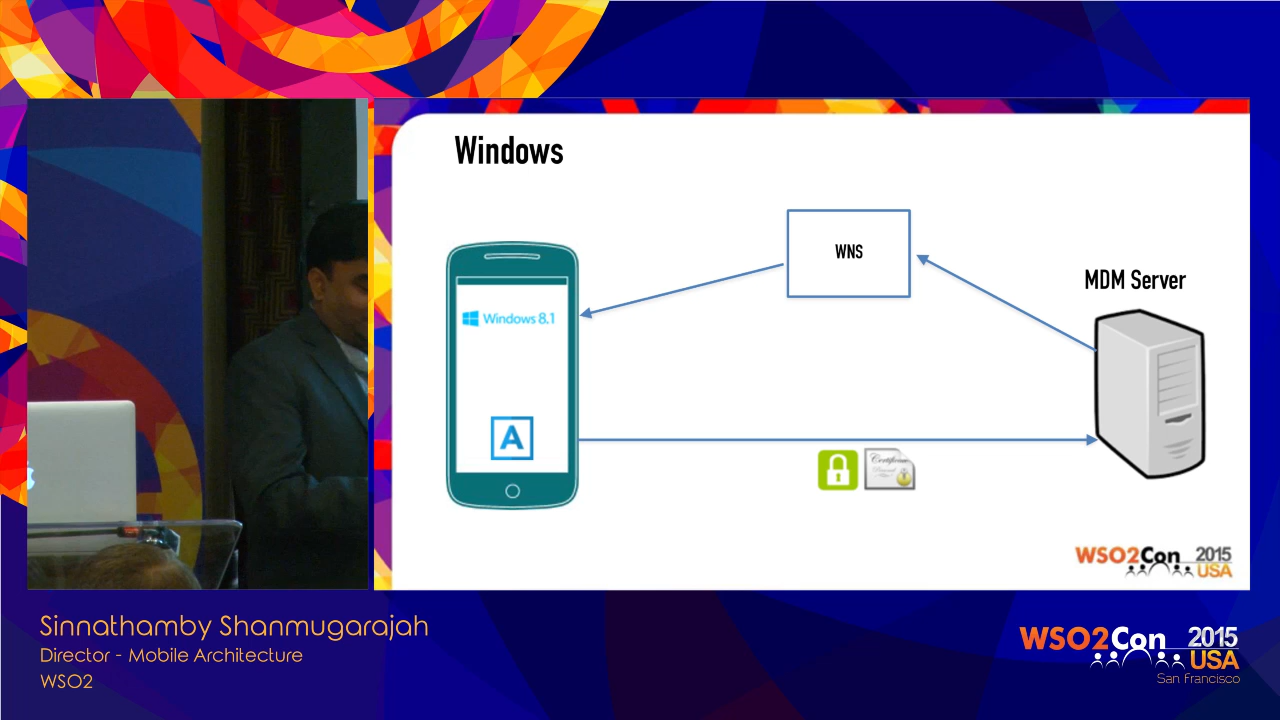 Windows
WNS
MDM Server
Windows 8.1
A
WSO2Con 2015
USA
Sinnathamby Shanmugarajah
Director - Mobile Architecture
WSO2
WSO2Con 2015
USA
San Francisco